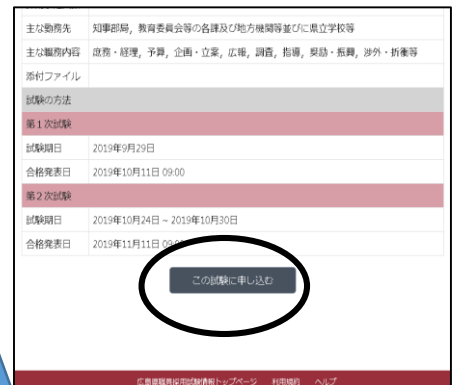 主な勤務先 知事部局，教育委員会等の各課及び地方機関等並びに県立学校等
主な職務内容 庶務・経理，予算，企画・立案，広報，調査，指導，奨励・振興，渉外・折衝等
添付ファイル
試験の方法
第１次試験
試験期日 2019年9月29日
合格発表日 2019年10月11日 09:00
第２次試験
試験期日 2019年10月24日 ~ 2019年10月30日
合格発表日 2019年11月11日 09:00
この試験に申し込む
広島県職員採用試験情報トップページ 利用規約 ヘルプ